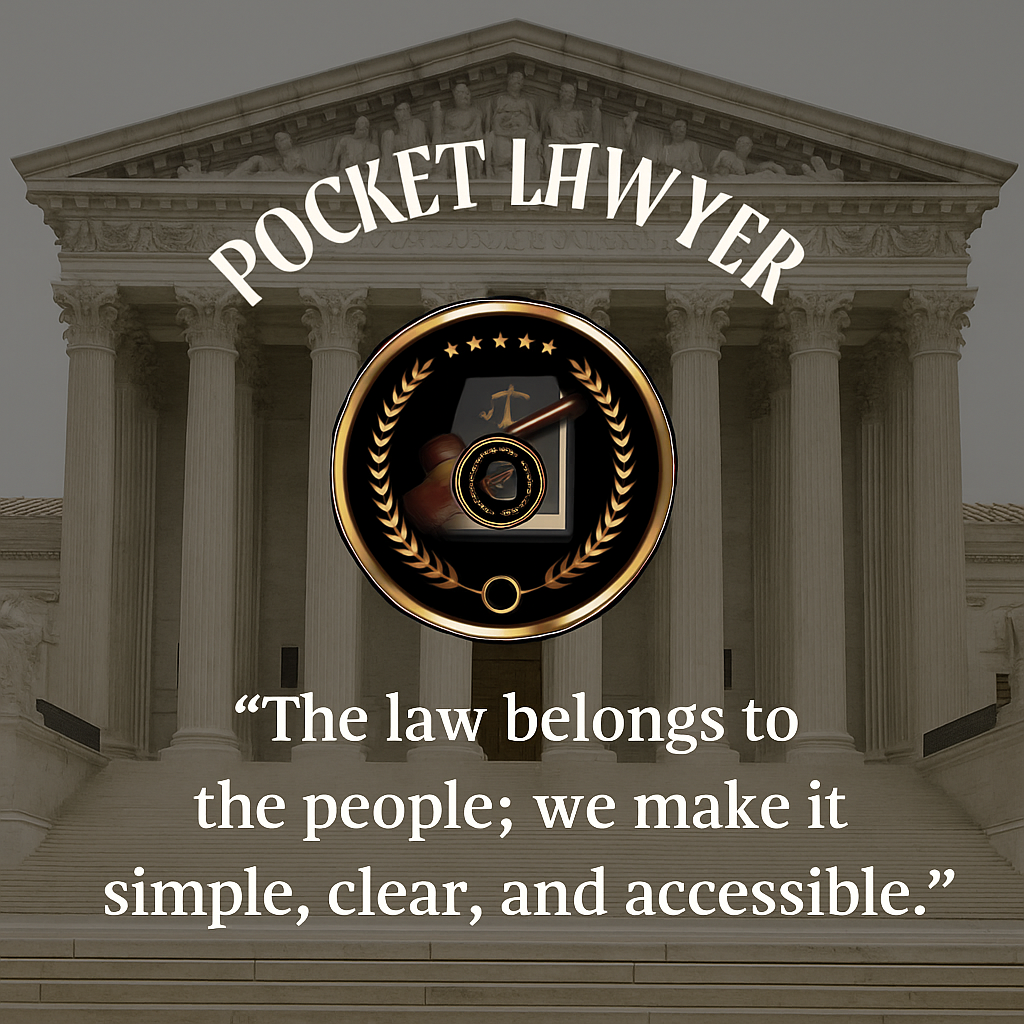 POCKET LAWYER
“The law belongs to
the people; we make it
simple, clear, and accessible.”